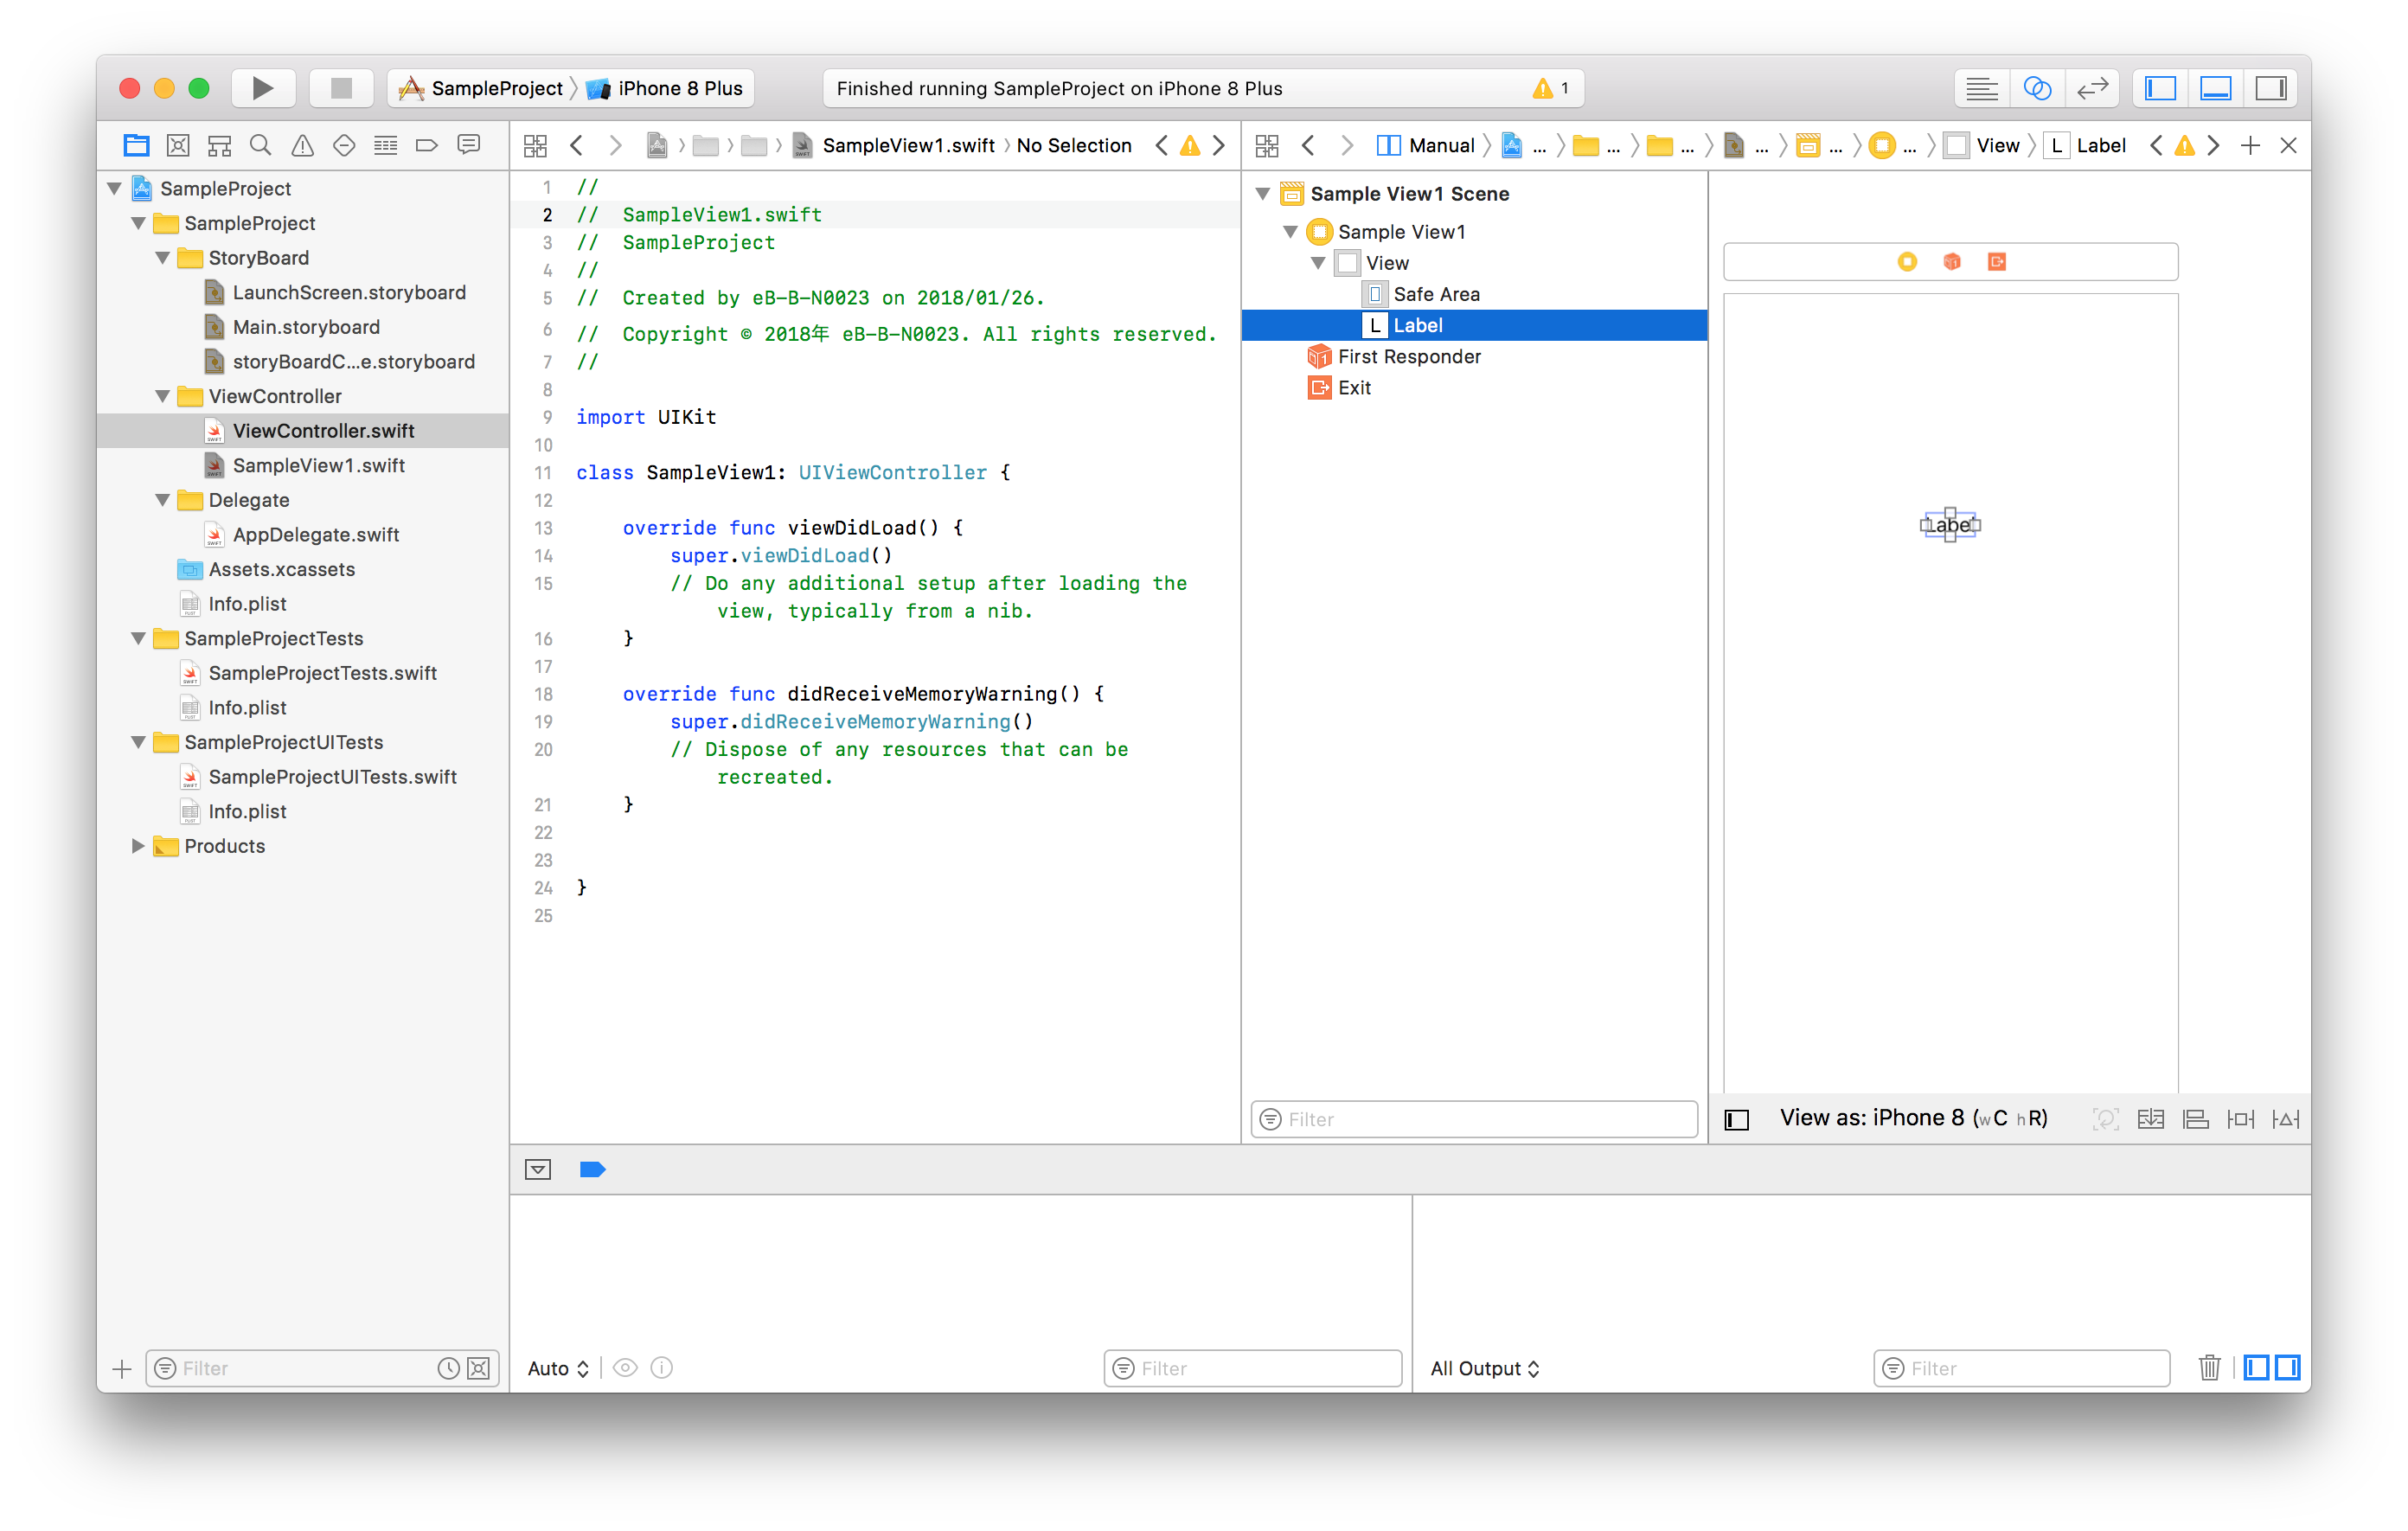 SampleProject 〉 iPhone 8 Plus
Finished running SampleProject on iPhone 8 Plus
1
SampleProject
SampleProject
StoryBoard
LaunchScreen.storyboard
Main.storyboard
storyBoardC...e.storyboard
ViewController
ViewController.swift
SampleView1.swift
Delegate
AppDelegate.swift
Assets.xcassets
Info.plist
SampleProjectTests
SampleProjectTests.swift
Info.plist
SampleProjectUITests
SampleProjectUITests.swift
Info.plist
Products
Filter
SampleView1.swift 〉 No Selection
1 //
2 //  SampleView1.swift
3 //  SampleProject
4 //
5 //  Created by eB-B-N0023 on 2018/01/26.
6 //  Copyright © 2018年 eB-B-N0023. All rights reserved.
7 //
8
9 import UIKit
10
11 class SampleView1: UIViewController {
12
13     override func viewDidLoad() {
14         super.viewDidLoad()
15         // Do any additional setup after loading the
view, typically from a nib.
16     }
17
18     override func didReceiveMemoryWarning() {
19         super.didReceiveMemoryWarning()
20         // Dispose of any resources that can be
recreated.
21     }
22
23
24 }
25
Manual 〉 ... 〉 ... 〉 ... 〉 ... 〉 ... 〉 ... 〉 View 〉 L Label
Sample View1 Scene
Sample View1
View
Safe Area
L Label
First Responder
Exit
Filter
Label
View as: iPhone 8 (wC hR)
Auto
Filter
All Output
Filter